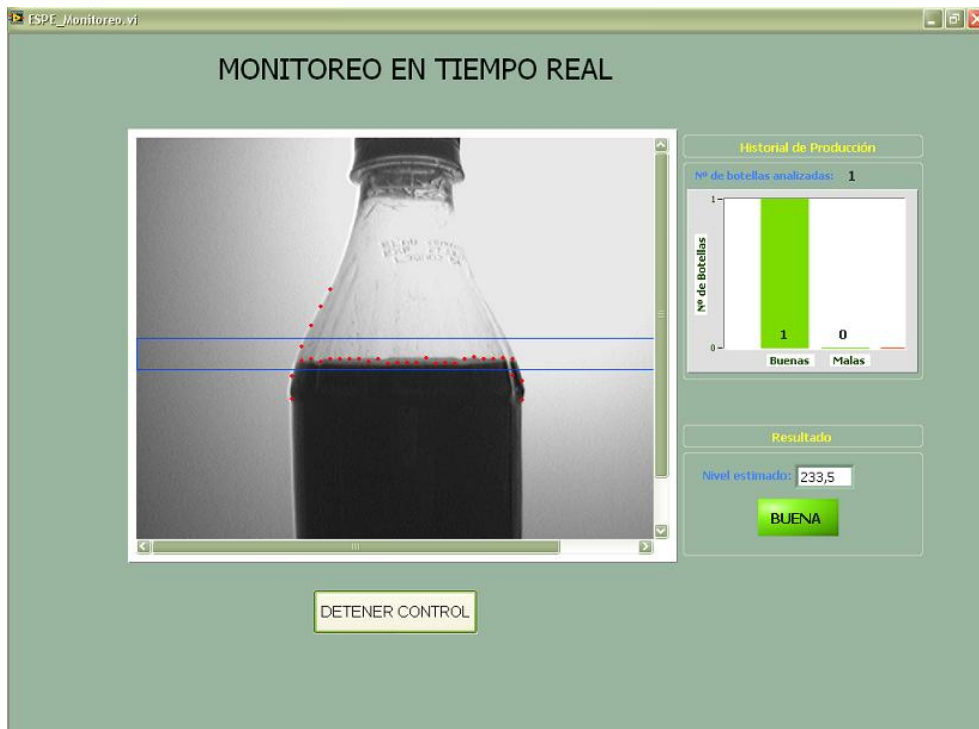 ESPE_Monitoreo.vi
MONITOREO EN TIEMPO REAL
Historial de Producción
Nº de botellas analizadas: 1
Nº de Botellas
1
0
1
0
Buenas
Malas
Resultado
Nivel estimado: 233,5
BUENA
DETENER CONTROL